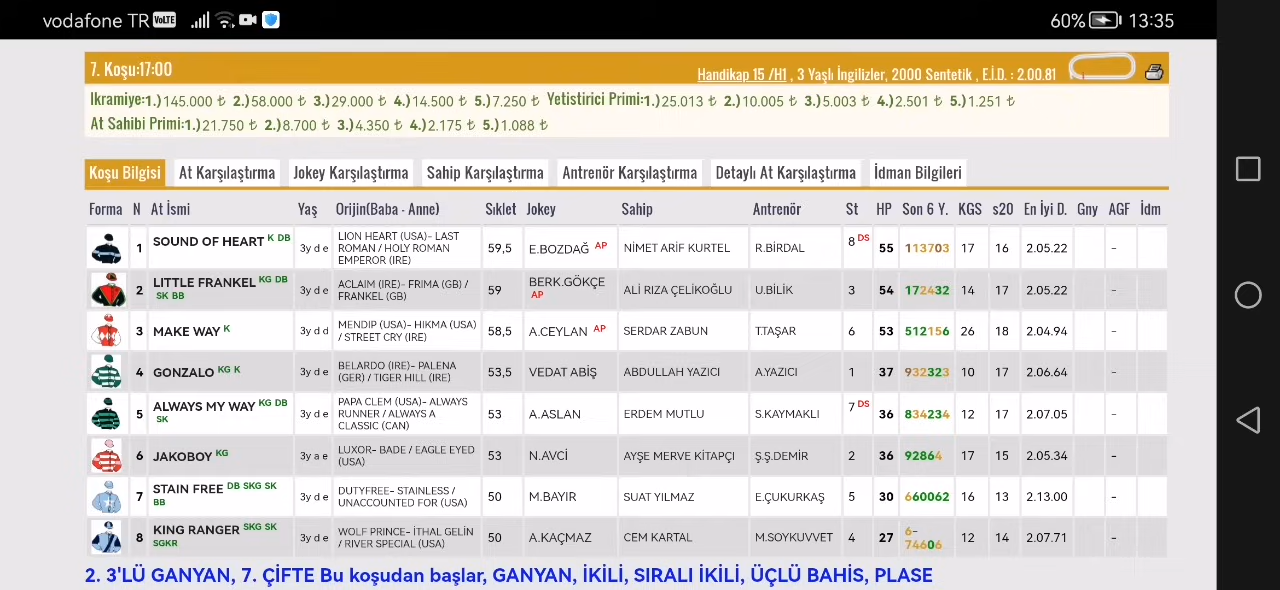 vodafone TR VoLTE 60% 13:35
7. Koşu:17:00
Handikap 15 /H1 , 3 Yaşlı İngilizler, 2000 Sentetik , E.İ.D. : 2.00.81
Ikramiye:1.)145.000 ₺ 2.)58.000 ₺ 3.)29.000 ₺ 4.)14.500 ₺ 5.)7.250 ₺ Yetistirici Primi:1.)25.013 ₺ 2.)10.005 ₺ 3.)5.003 ₺ 4.)2.501 ₺ 5.)1.251 ₺
At Sahibi Primi:1.)21.750 ₺ 2.)8.700 ₺ 3.)4.350 ₺ 4.)2.175 ₺ 5.)1.088 ₺
Koşu Bilgisi At Karşılaştırma Jokey Karşılaştırma Sahip Karşılaştırma Antrenör Karşılaştırma Detaylı At Karşılaştırma İdman Bilgileri
Forma N At İsmi Yaş Orijin(Baba - Anne) Sıklet Jokey Sahip Antrenör St HP Son 6 Y. KGS s20 En İyi D. Gny AGF İdm
1 SOUND OF HEART K DB 3y d e LION HEART (USA)- LAST ROMAN / HOLY ROMAN EMPEROR (IRE) 59,5 E.BOZDAĞ AP NİMET ARİF KURTEL R.BİRDAL 8 DS 55 113703 17 16 2.05.22 -
2 LITTLE FRANKEL KG DB SK BB 3y d e ACLAIM (IRE)- FRIMA (GB) / FRANKEL (GB) 59 BERK.GÖKÇE AP ALİ RIZA ÇELİKOĞLU U.BİLİK 3 54 172432 14 17 2.05.22 -
3 MAKE WAY K 3y d d MENDIP (USA)- HIKMA (USA) / STREET CRY (IRE) 58,5 A.CEYLAN AP SERDAR ZABUN T.TAŞAR 6 53 512156 26 18 2.04.94 -
4 GONZALO KG K 3y d e BELARDO (IRE)- PALENA (GER) / TIGER HILL (IRE) 53,5 VEDAT ABİŞ ABDULLAH YAZICI A.YAZICI 1 37 932323 10 17 2.06.64 -
5 ALWAYS MY WAY KG DB SK 3y d e PAPA CLEM (USA)- ALWAYS RUNNER / ALWAYS A CLASSIC (CAN) 53 A.ASLAN ERDEM MUTLU S.KAYMAKLI 7 DS 36 834234 12 17 2.07.05 -
6 JAKOBOY KG 3y a e LUXOR- BADE / EAGLE EYED (USA) 53 N.AVCİ AYŞE MERVE KİTAPÇI Ş.Ş.DEMİR 2 36 92864 17 15 2.05.34 -
7 STAIN FREE DB SKG SK BB 3y d e DUTYFREE- STAINLESS / UNACCOUNTED FOR (USA) 50 M.BAYIR SUAT YILMAZ E.ÇUKURKAŞ 5 30 660062 16 13 2.13.00 -
8 KING RANGER SKG SK SGKR 3y d e WOLF PRINCE- İTHAL GELİN / RIVER SPECIAL (USA) 50 A.KAÇMAZ CEM KARTAL M.SOYKUVVET 4 27 6-74606 12 14 2.07.71 -
2. 3'LÜ GANYAN, 7. ÇİFTE Bu koşudan başlar, GANYAN, İKİLİ, SIRALI İKİLİ, ÜÇLÜ BAHİS, PLASE